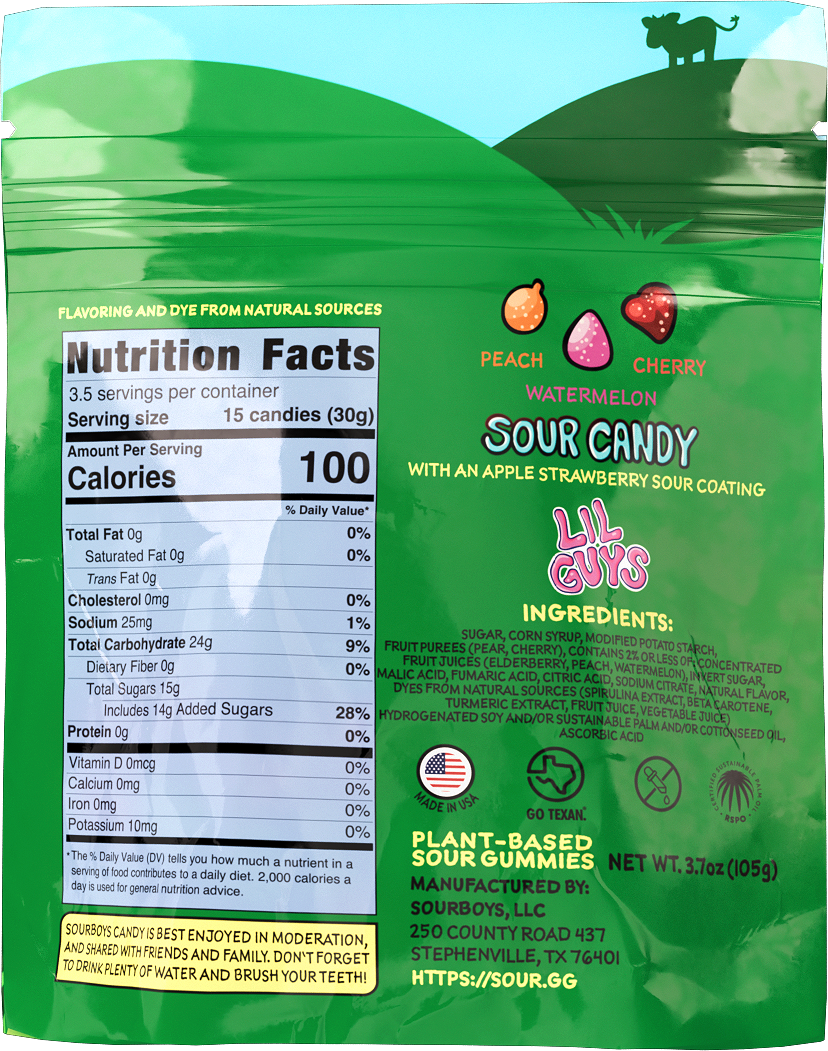 FLAVORING AND DYE FROM NATURAL SOURCES
Nutrition Facts
3.5 servings per container
Serving size 15 candies (30g)
Amount Per Serving
Calories 100
% Daily Value*
Total Fat 0g 0%
Saturated Fat 0g 0%
Trans Fat 0g
Cholesterol 0mg 0%
Sodium 25mg 1%
Total Carbohydrate 24g 9%
Dietary Fiber 0g 0%
Total Sugars 15g
Includes 14g Added Sugars 28%
Protein 0g 0%
Vitamin D 0mcg 0%
Calcium 0mg 0%
Iron 0mg 0%
Potassium 10mg 0%
*The % Daily Value (DV) tells you how much a nutrient in a
serving of food contributes to a daily diet. 2,000 calories a
day is used for general nutrition advice.
SOURBOYS CANDY IS BEST ENJOYED IN MODERATION,
AND SHARED WITH FRIENDS AND FAMILY. DON'T FORGET
TO DRINK PLENTY OF WATER AND BRUSH YOUR TEETH!
PEACH
CHERRY
WATERMELON
SOUR CANDY
WITH AN APPLE STRAWBERRY SOUR COATING
LIL
GUYS
INGREDIENTS:
SUGAR, CORN SYRUP, MODIFIED POTATO STARCH,
FRUIT PUREES (PEAR, CHERRY), CONTAINS 2% OR LESS OF: CONCENTRATED
FRUIT JUICES (ELDERBERRY, PEACH, WATERMELON), INVERT SUGAR,
MALIC ACID, FUMARIC ACID, CITRIC ACID, SODIUM CITRATE, NATURAL FLAVOR,
DYES FROM NATURAL SOURCES (SPIRULINA EXTRACT, BETA CAROTENE,
TURMERIC EXTRACT, FRUIT JUICE, VEGETABLE JUICE)
HYDROGENATED SOY AND/OR SUSTAINABLE PALM AND/OR COTTONSEED OIL,
ASCORBIC ACID
MADE IN USA
GO TEXAN.
CERTIFIED SUSTAINABLE PALM OIL
RSPO
PLANT-BASED
SOUR GUMMIES
NET WT. 3.7oz (105g)
MANUFACTURED BY:
SOURBOYS, LLC
250 COUNTY ROAD 437
STEPHENVILLE, TX 76401
HTTPS://SOUR.GG